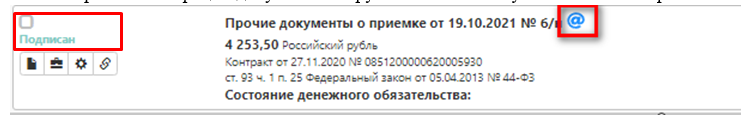 Прочие документы о приемке от 19.10.2021 № б/н @
Подписан
4 253,50 Российский рубль
Контракт от 27.11.2020 № 0851200000620005930
ст. 93 ч. 1 п. 25 Федеральный закон от 05.04.2013 № 44-ФЗ
Состояние денежного обязательства: